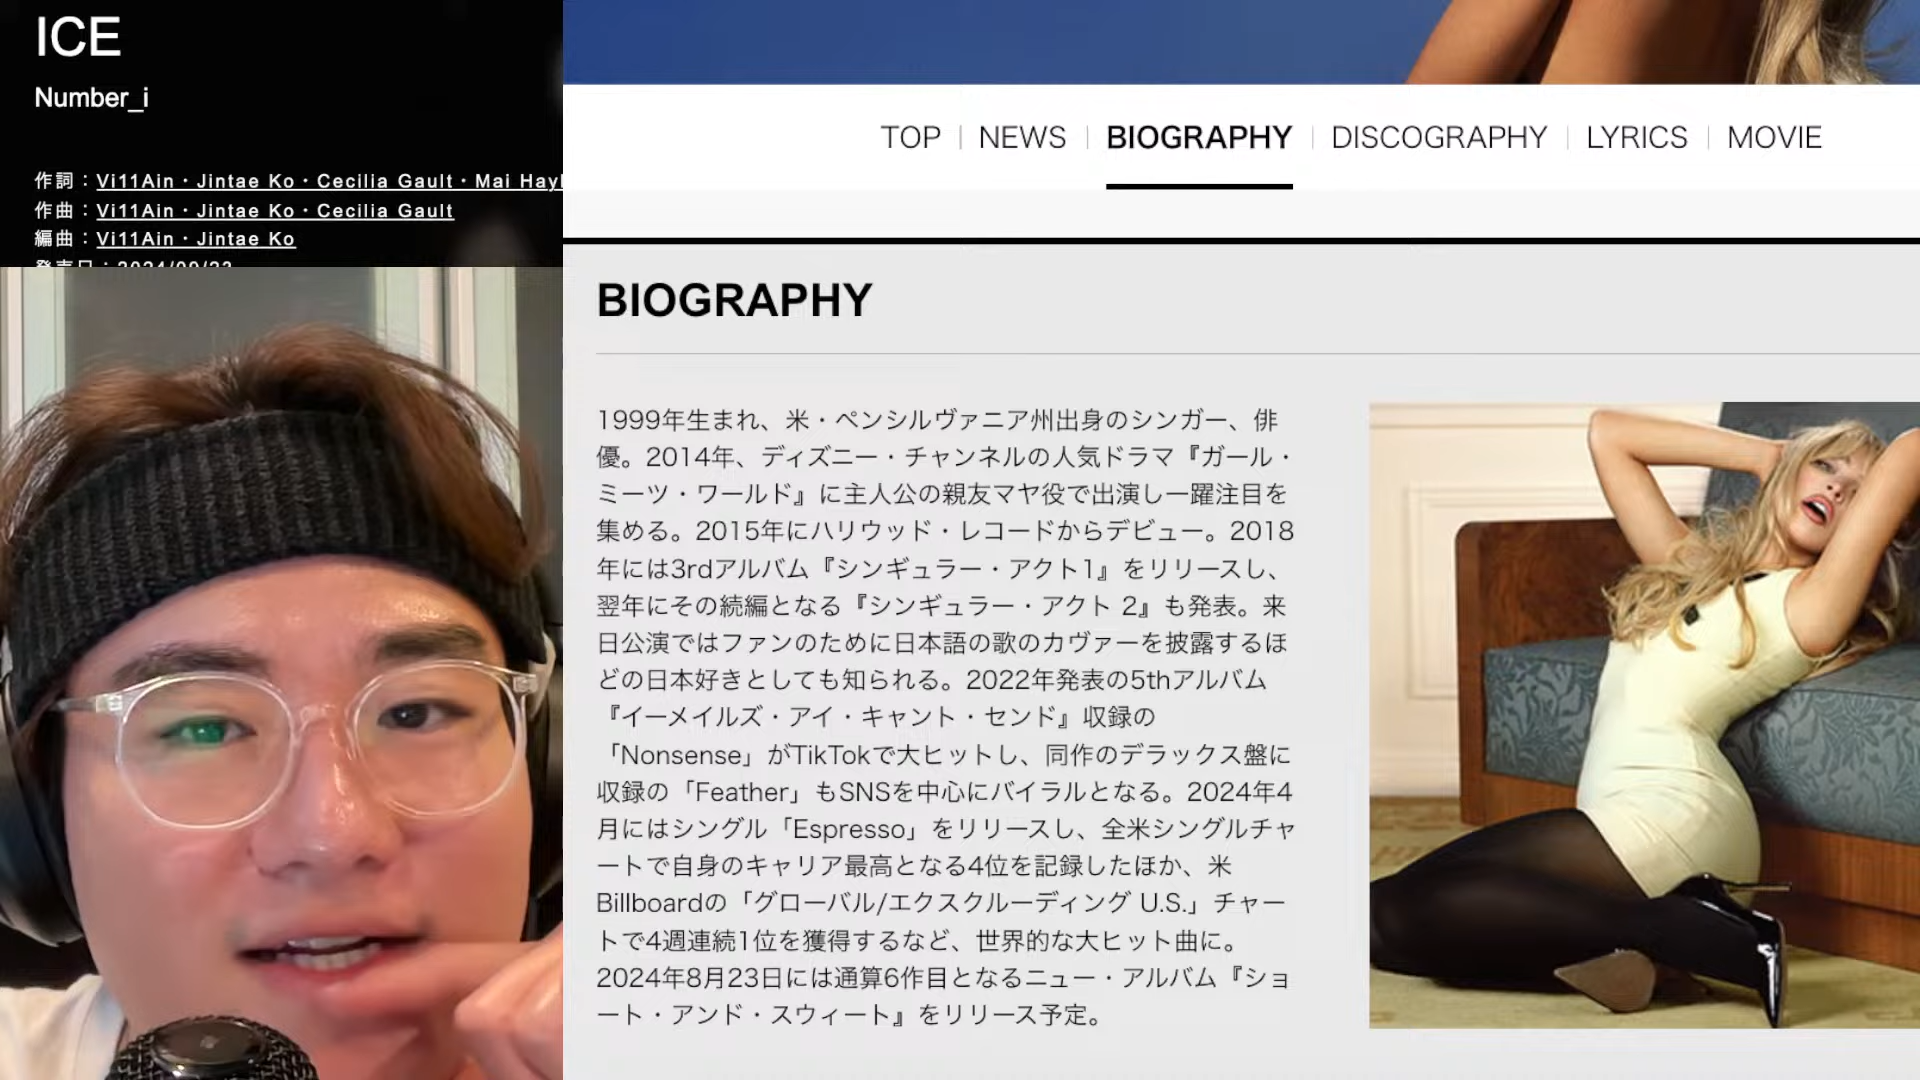 ICE
Number_i
作詞：Vi11Ain・Jintae Ko・Cecilia Gault・Mai
作曲：Vi11Ain・Jintae Ko・Cecilia Gault
編曲：Vi11Ain・Jintae Ko
発売日：2024/09/23
TOP | NEWS | BIOGRAPHY | DISCOGRAPHY | LYRICS | MOVIE
BIOGRAPHY
1999年生まれ、米・ペンシルヴァニア州出身のシンガー、俳
優。2014年、ディズニー・チャンネルの人気ドラマ『ガール・
ミーツ・ワールド』に主人公の親友マヤ役で出演し一躍注目を
集める。2015年にハリウッド・レコードからデビュー。2018
年には3rdアルバム『シンギュラー・アクト1』をリリースし、
翌年にその続編となる『シンギュラー・アクト 2』も発表。来
日公演ではファンのために日本語の歌のカヴァーを披露するほ
どの日本好きとしても知られる。2022年発表の5thアルバム
『イーメイルズ・アイ・キャント・センド』収録の
「Nonsense」がTikTokで大ヒットし、同作のデラックス盤に
収録の「Feather」もSNSを中心にバイラルとなる。2024年4
月にはシングル「Espresso」をリリースし、全米シングルチャ
ートで自身のキャリア最高となる4位を記録したほか、米
Billboardの「グローバル/エクスクルーディング U.S.」チャー
トで4週連続1位を獲得するなど、世界的な大ヒット曲に。
2024年8月23日には通算6作目となるニュー・アルバム『ショ
ート・アンド・スウィート』をリリース予定。